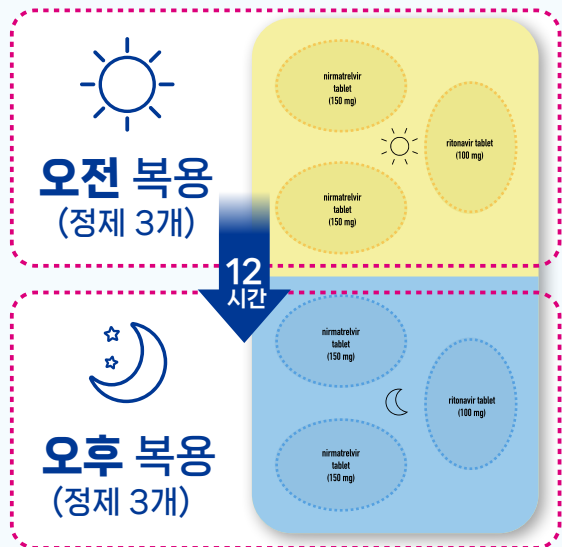 오전 복용
(정제 3개)
nirmatrelvir
tablet
(150 mg)
ritonavir tablet
(100 mg)
nirmatrelvir
tablet
(150 mg)
12
시간
오후 복용
(정제 3개)
nirmatrelvir
tablet
(150 mg)
ritonavir tablet
(100 mg)
nirmatrelvir
tablet
(150 mg)